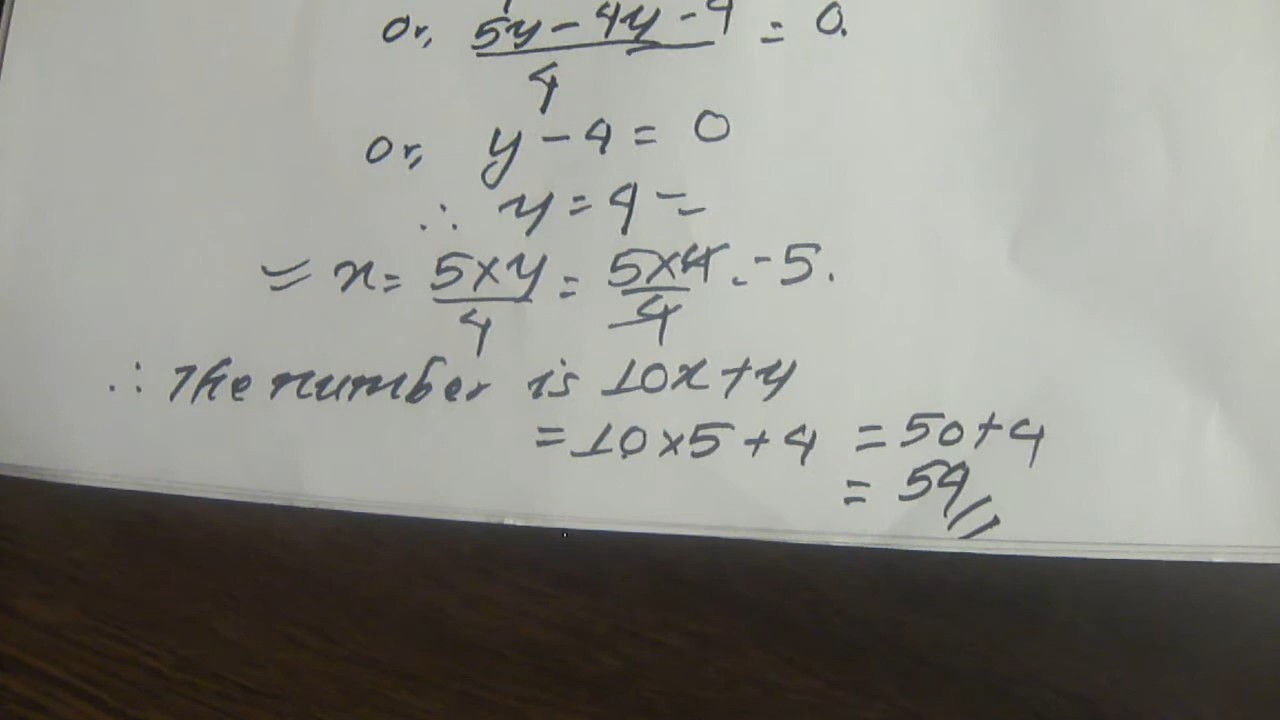 Or, (5y - 4y - 4)/4 = 0.
Or, y - 4 = 0
∴ y = 4 =
= x = (5 × y)/4 = (5 × 4)/4 = 5.
∴ The number is 10x + y
= 10 × 5 + 4 = 50 + 4
= 54//